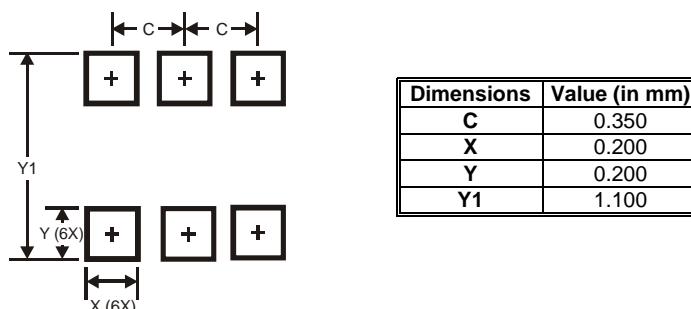 C C
Y1
Y (6X)
X (6X)
Dimensions Value (in mm)
C 0.350
X 0.200
Y 0.200
Y1 1.100